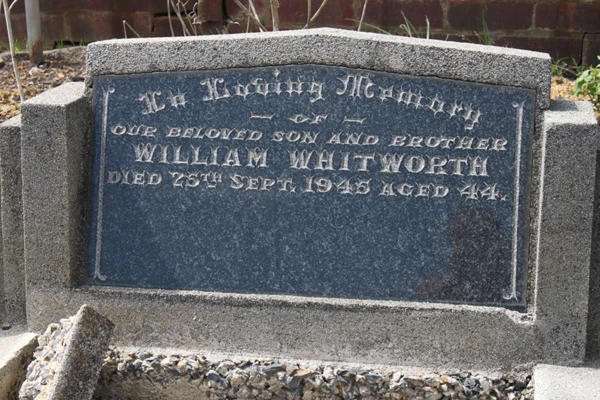 In Loving Memory
— OF —
OUR BELOVED SON AND BROTHER
WILLIAM WHITWORTH
DIED 25TH SEPT. 1945 AGED 44.